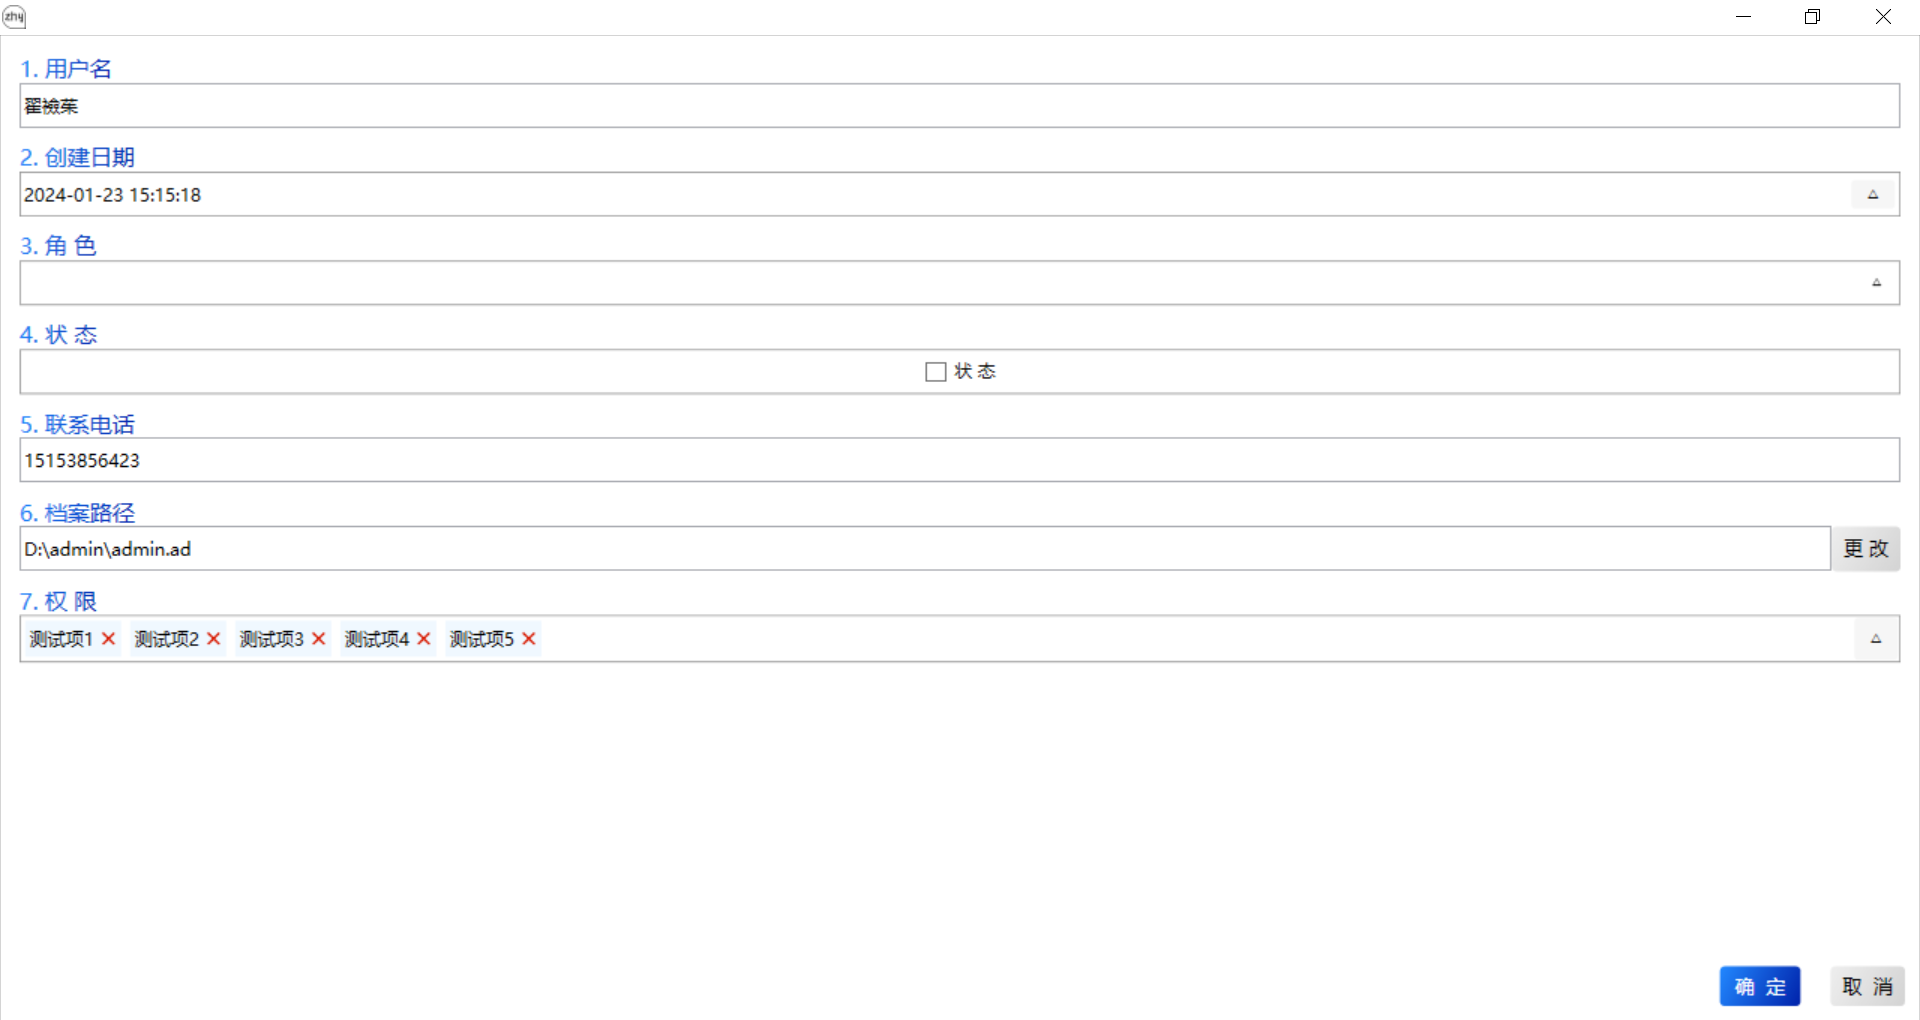 zhy
1. 用户名
翟襝茱
2. 创建日期
2024-01-23 15:15:18
3. 角 色
4. 状 态
状 态
5. 联系电话
15153856423
6. 档案路径
D:\admin\admin.ad
更 改
7. 权 限
测试项1 测试项2 测试项3 测试项4 测试项5
确 定 取 消